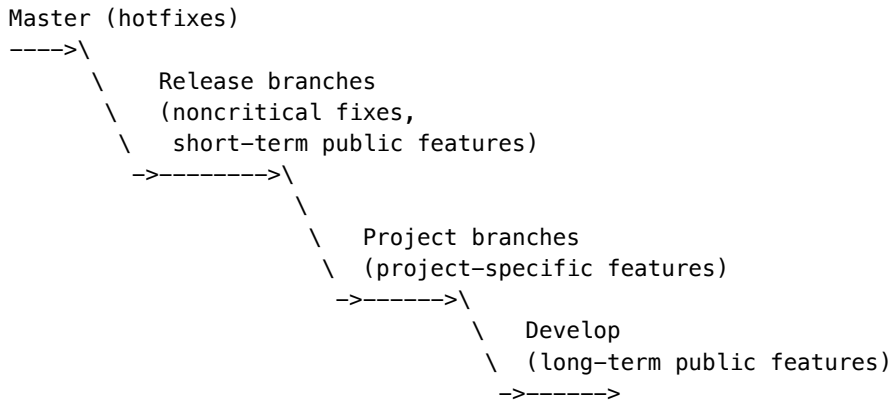 Master (hotfixes)
---->\
\ Release branches
\ (noncritical fixes,
\ short-term public features)
->-------->\
\
\ Project branches
\ (project-specific features)
->------>\
\ Develop
\ (long-term public features)
->------>